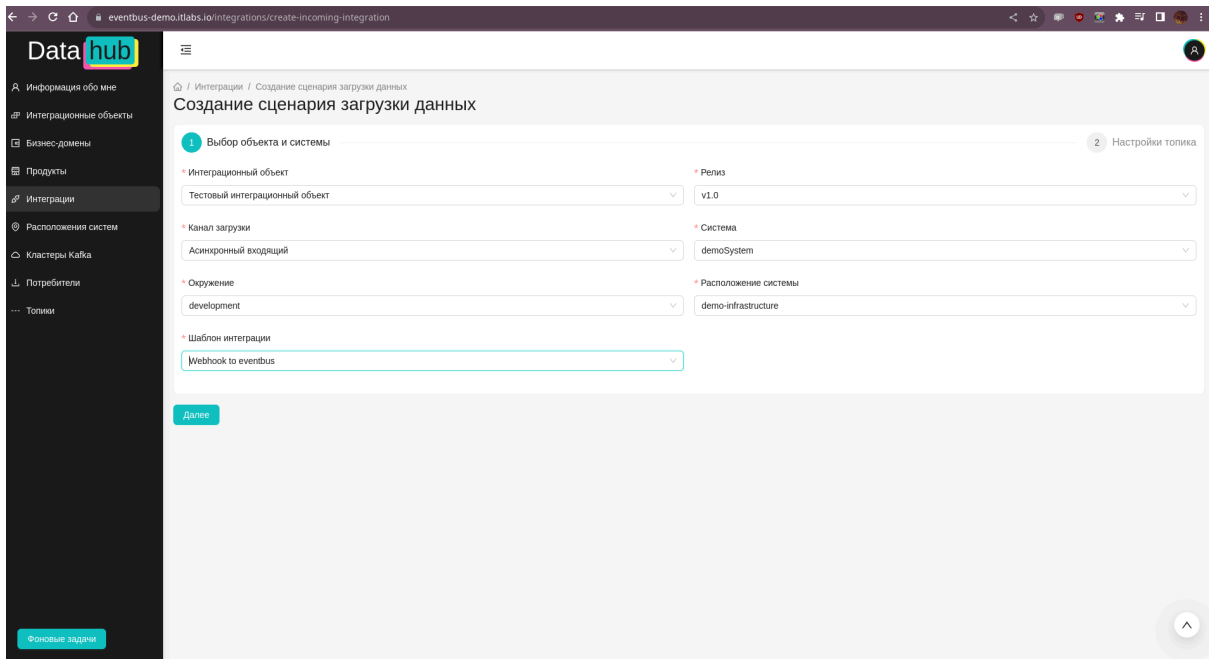 eventbus-demo.itlabs.io/integrations/create-incoming-integration
Data hub
Информация обо мне
Интеграционные объекты
Бизнес-домены
Продукты
Интеграции
Расположения систем
Кластеры Kafka
Потребители
Топики
Фоновые задачи
/ Интеграции / Создание сценария загрузки данных
Создание сценария загрузки данных
1 Выбор объекта и системы
2 Настройки топика
* Интеграционный объект
Тестовый интеграционный объект
* Релиз
v1.0
* Канал загрузки
Асинхронный входящий
* Система
demoSystem
* Окружение
development
* Расположение системы
demo-infrastructure
* Шаблон интеграции
Webhook to eventbus
Далее